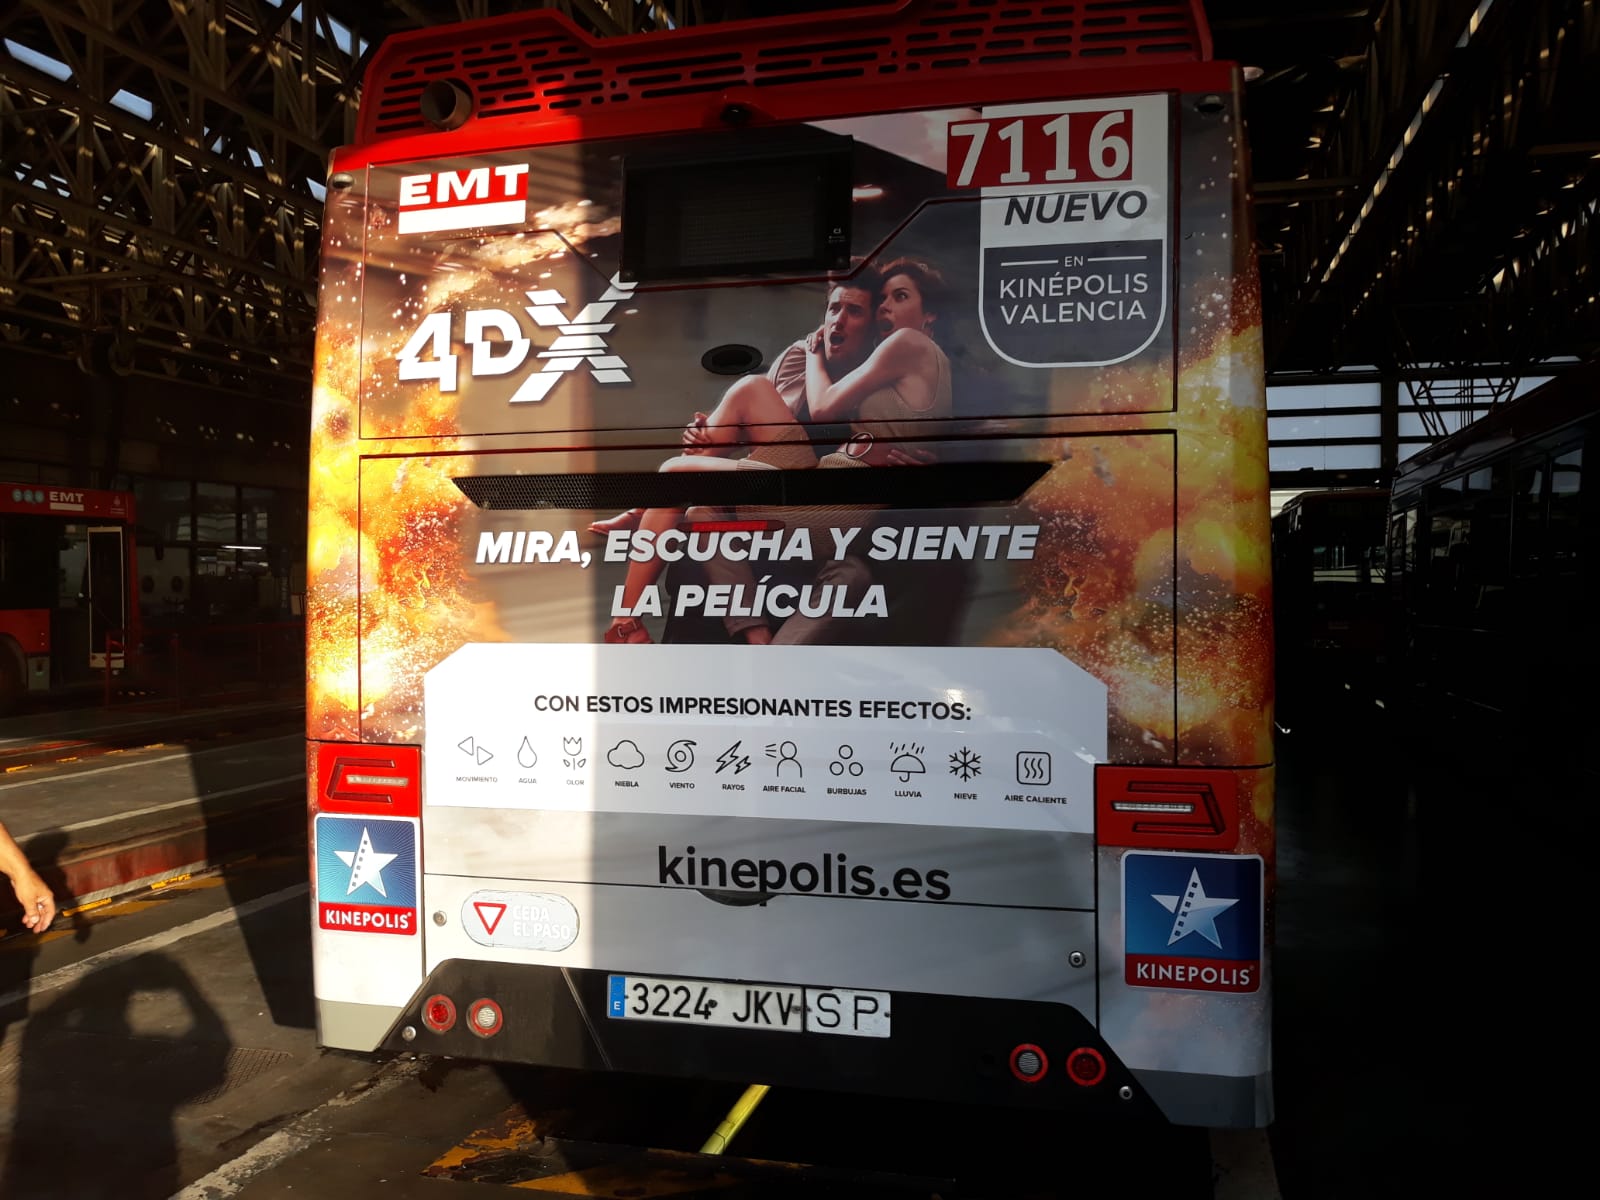 EMT
7116
NUEVO
EN
KINÉPOLIS
VALENCIA
4DX
MIRA, ESCUCHA Y SIENTE
LA PELÍCULA
CON ESTOS IMPRESIONANTES EFECTOS:
MOVIMIENTO AGUA OLOR NIEBLA VIENTO RAYOS AIRE FACIAL BURBUJAS LLUVIA NIEVE AIRE CALIENTE
kinepolis.es
KINEPOLIS
CEDA
EL PASO
KINEPOLIS
E 3224 JKV SP
EMT